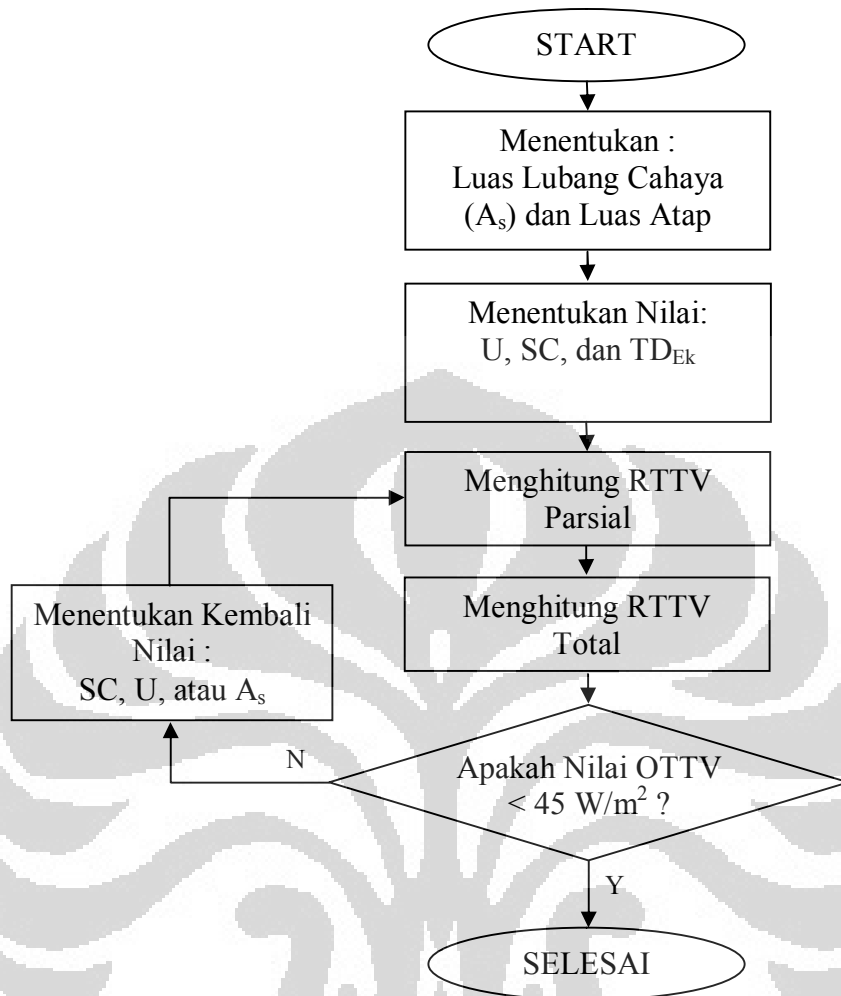 START
Menentukan :
Luas Lubang Cahaya
(Aₛ) dan Luas Atap
Menentukan Nilai:
U, SC, dan TD_Ek
Menghitung RTTV
Parsial
Menghitung RTTV
Total
Menentukan Kembali
Nilai :
SC, U, atau Aₛ
N
Apakah Nilai OTTV
< 45 W/m² ?
Y
SELESAI